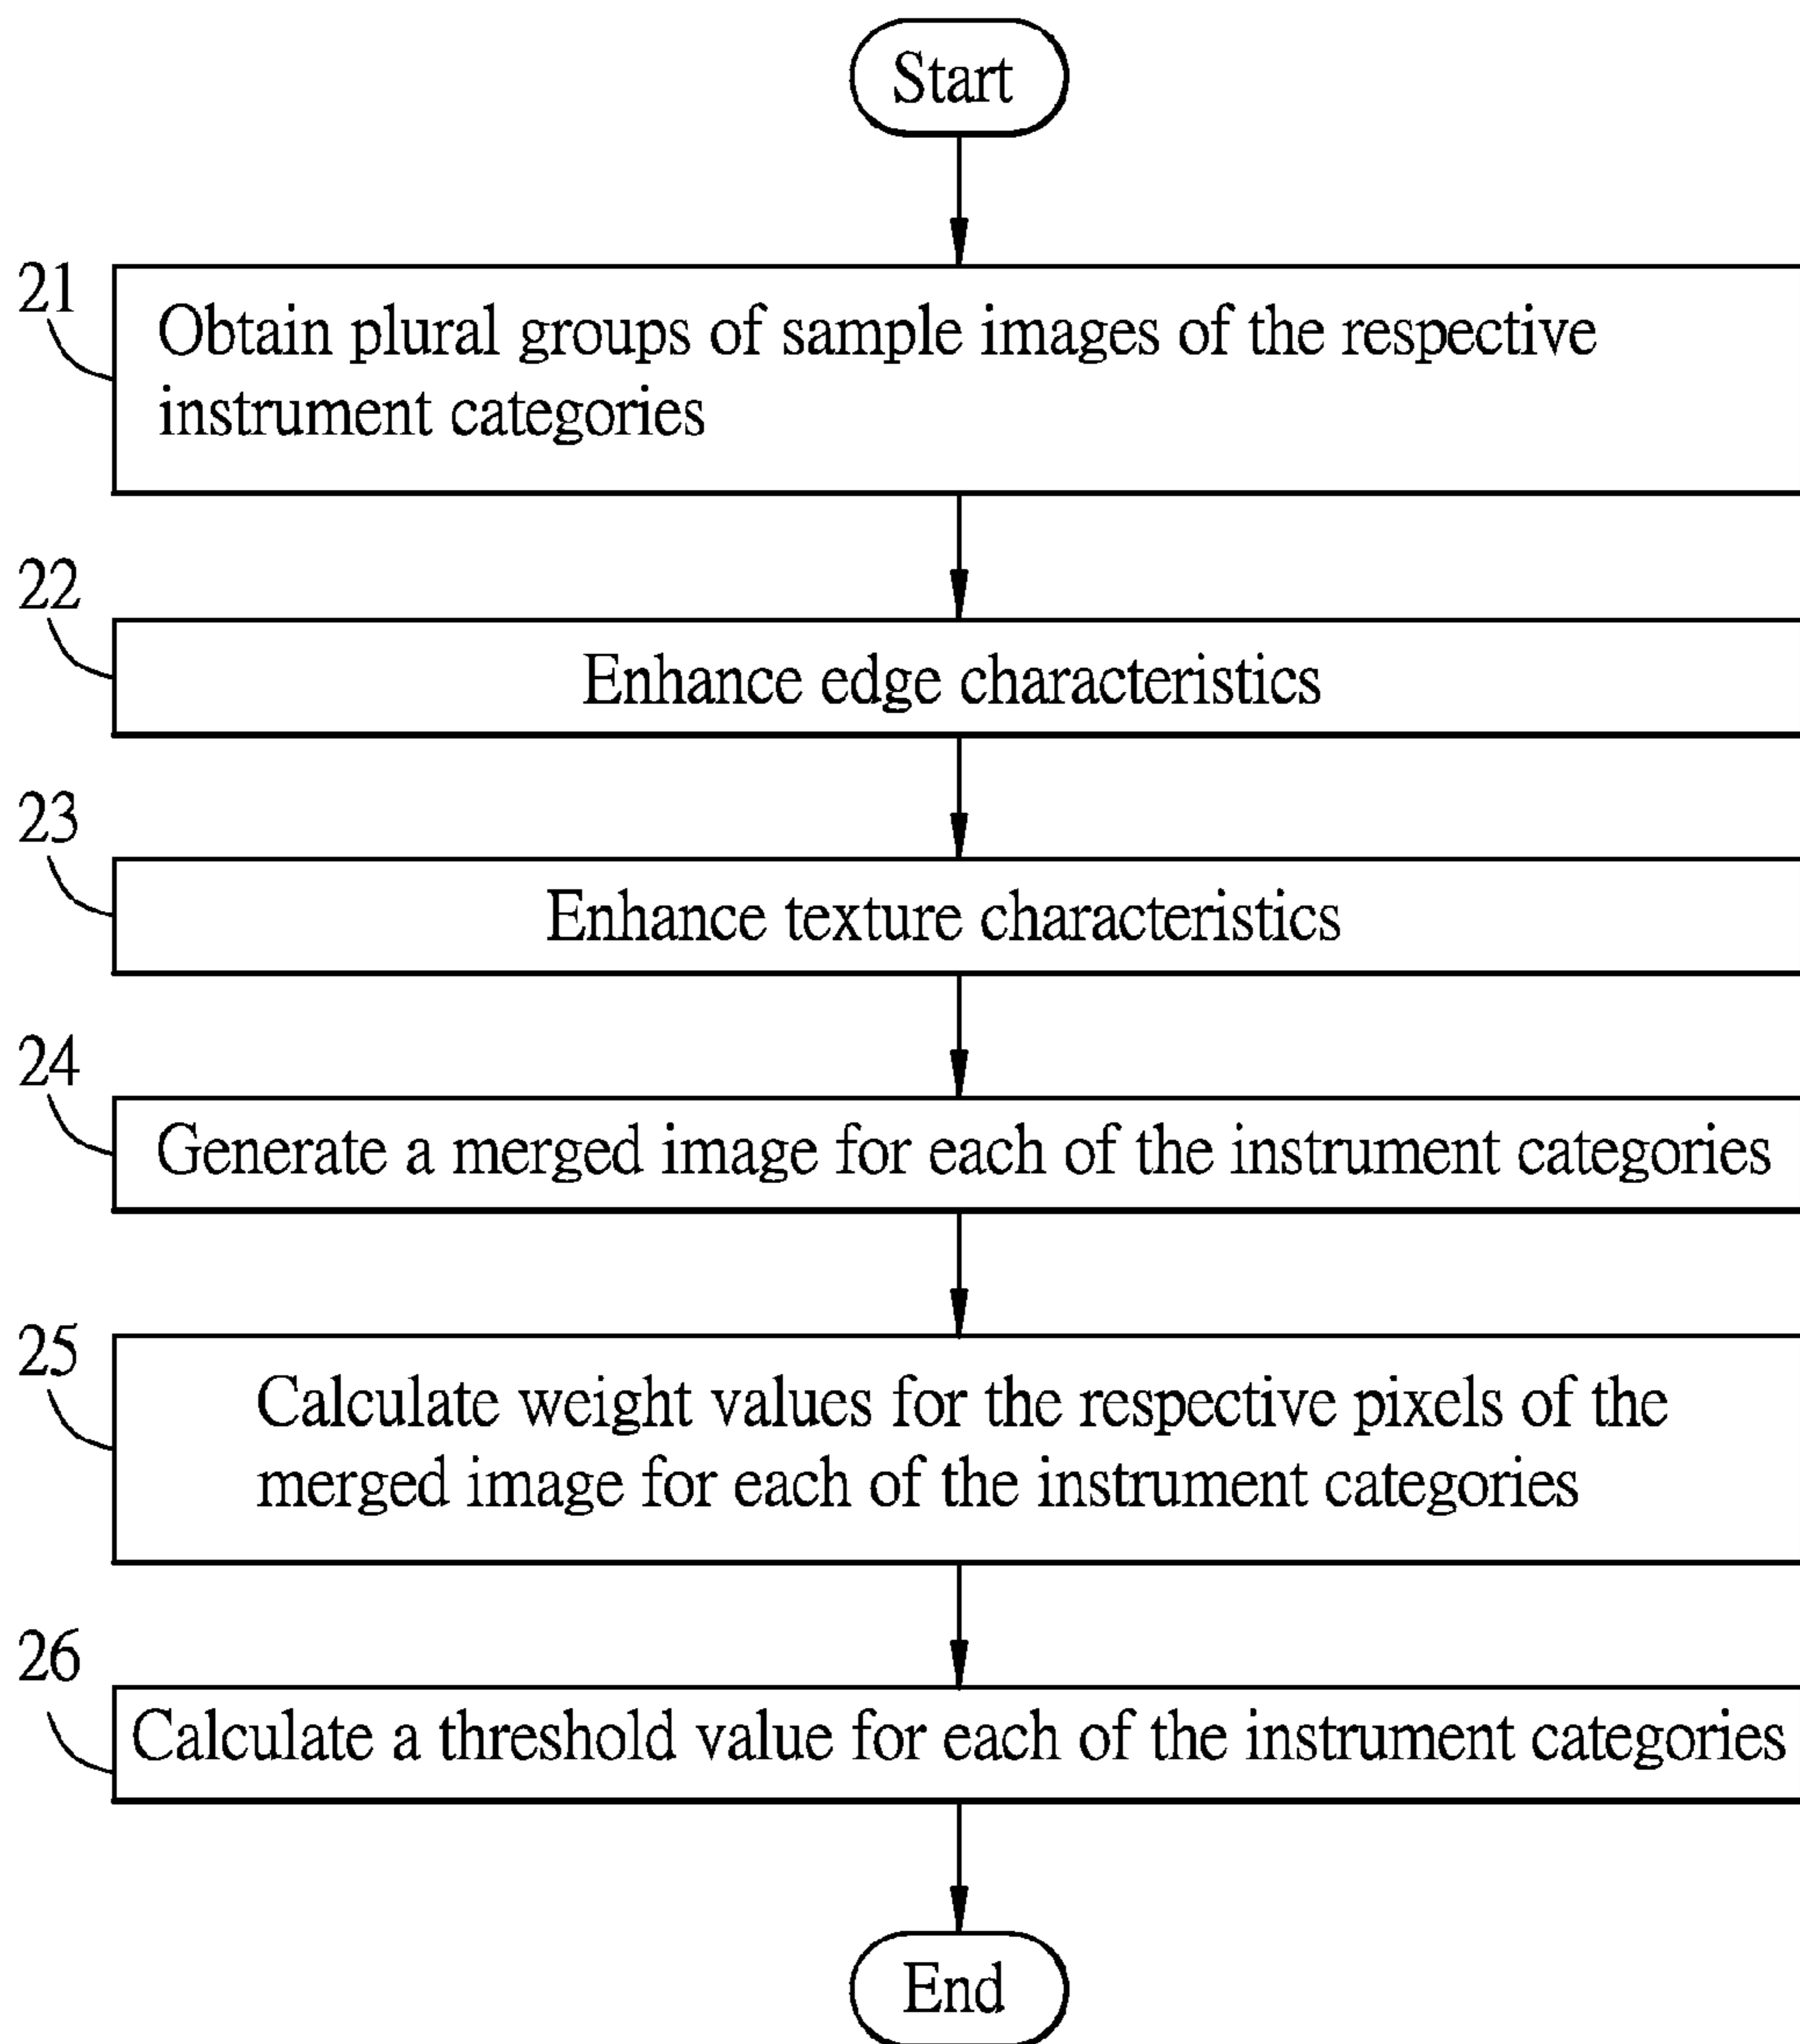 Start
21
Obtain plural groups of sample images of the respective
instrument categories
22
Enhance edge characteristics
23
Enhance texture characteristics
24
Generate a merged image for each of the instrument categories
25
Calculate weight values for the respective pixels of the
merged image for each of the instrument categories
26
Calculate a threshold value for each of the instrument categories
End